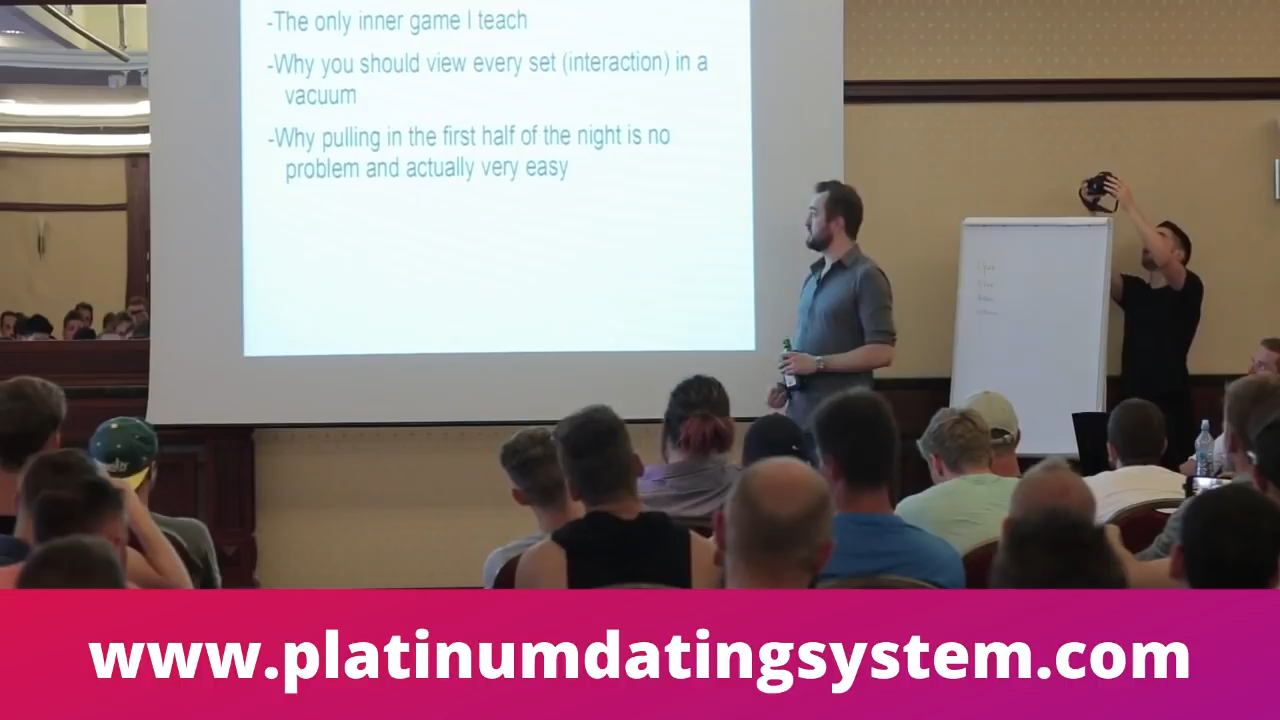 -The only inner game I teach
-Why you should view every set (interaction) in a
vacuum
-Why pulling in the first half of the night is no
problem and actually very easy
www.platinumdatingsystem.com